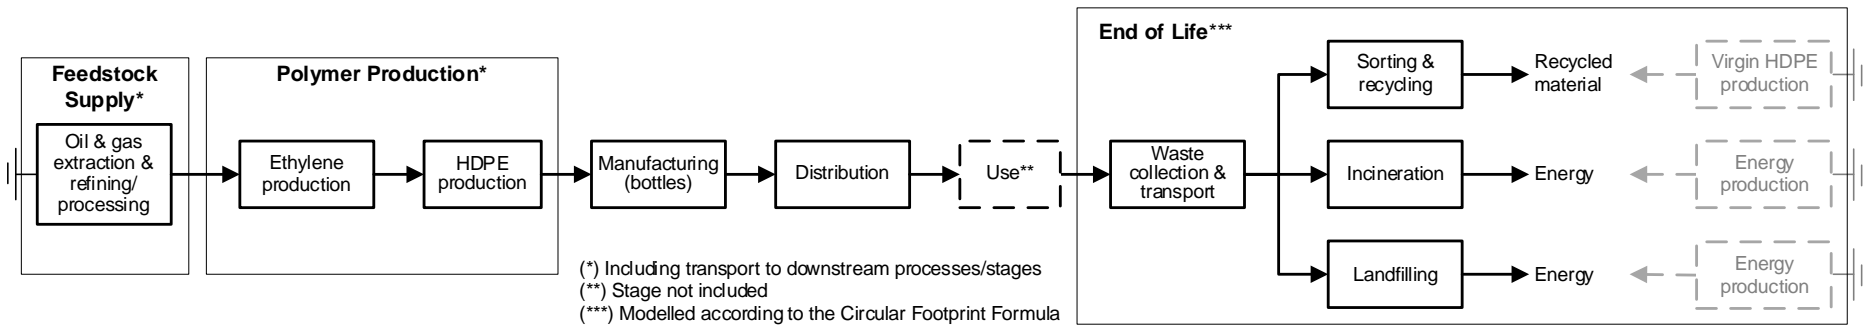 Feedstock
Supply*
Oil & gas
extraction &
refining/
processing
Polymer Production*
Ethylene
production
HDPE
production
Manufacturing
(bottles)
Distribution
Use**
(*) Including transport to downstream processes/stages
(**) Stage not included
(***) Modelled according to the Circular Footprint Formula
End of Life***
Waste
collection &
transport
Sorting &
recycling
Recycled
material
Virgin HDPE
production
Incineration
Energy
Energy
production
Landfilling
Energy
Energy
production